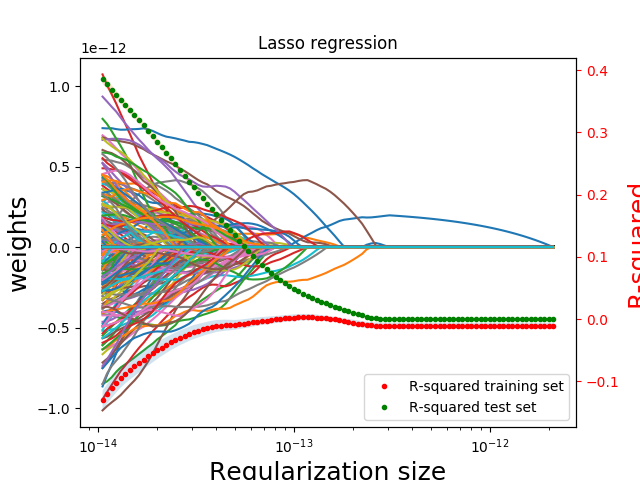 Lasso regression
1e−12
1.0
0.5
0.0
−0.5
−1.0
weights
0.4
0.3
0.2
0.1
0.0
−0.1
R-squared
R-squared training set
R-squared test set
10⁻¹⁴
10⁻¹³
10⁻¹²
Regularization size